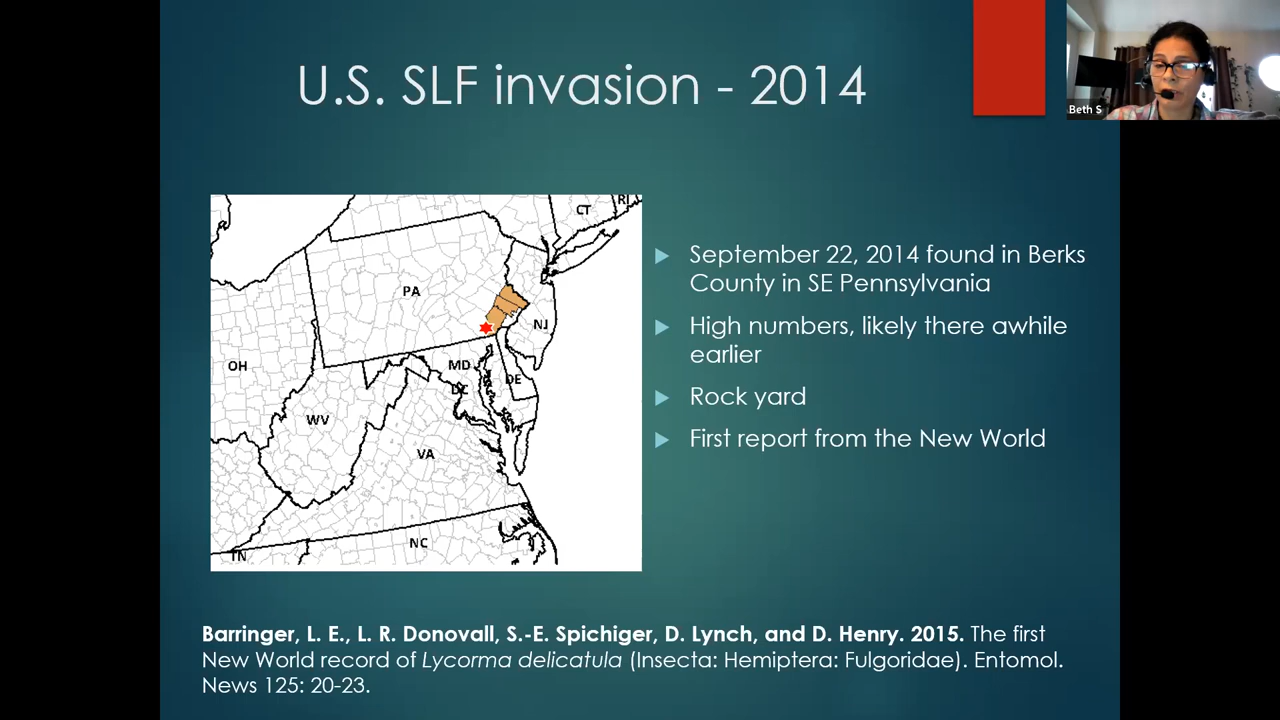 U.S. SLF invasion - 2014
Beth S
CT
RI
PA
NJ
OH
MD
DE
DC
WV
VA
NC
TN
September 22, 2014 found in Berks
County in SE Pennsylvania
High numbers, likely there awhile
earlier
Rock yard
First report from the New World
Barringer, L. E., L. R. Donovall, S.-E. Spichiger, D. Lynch, and D. Henry. 2015. The first
New World record of Lycorma delicatula (Insecta: Hemiptera: Fulgoridae). Entomol.
News 125: 20-23.